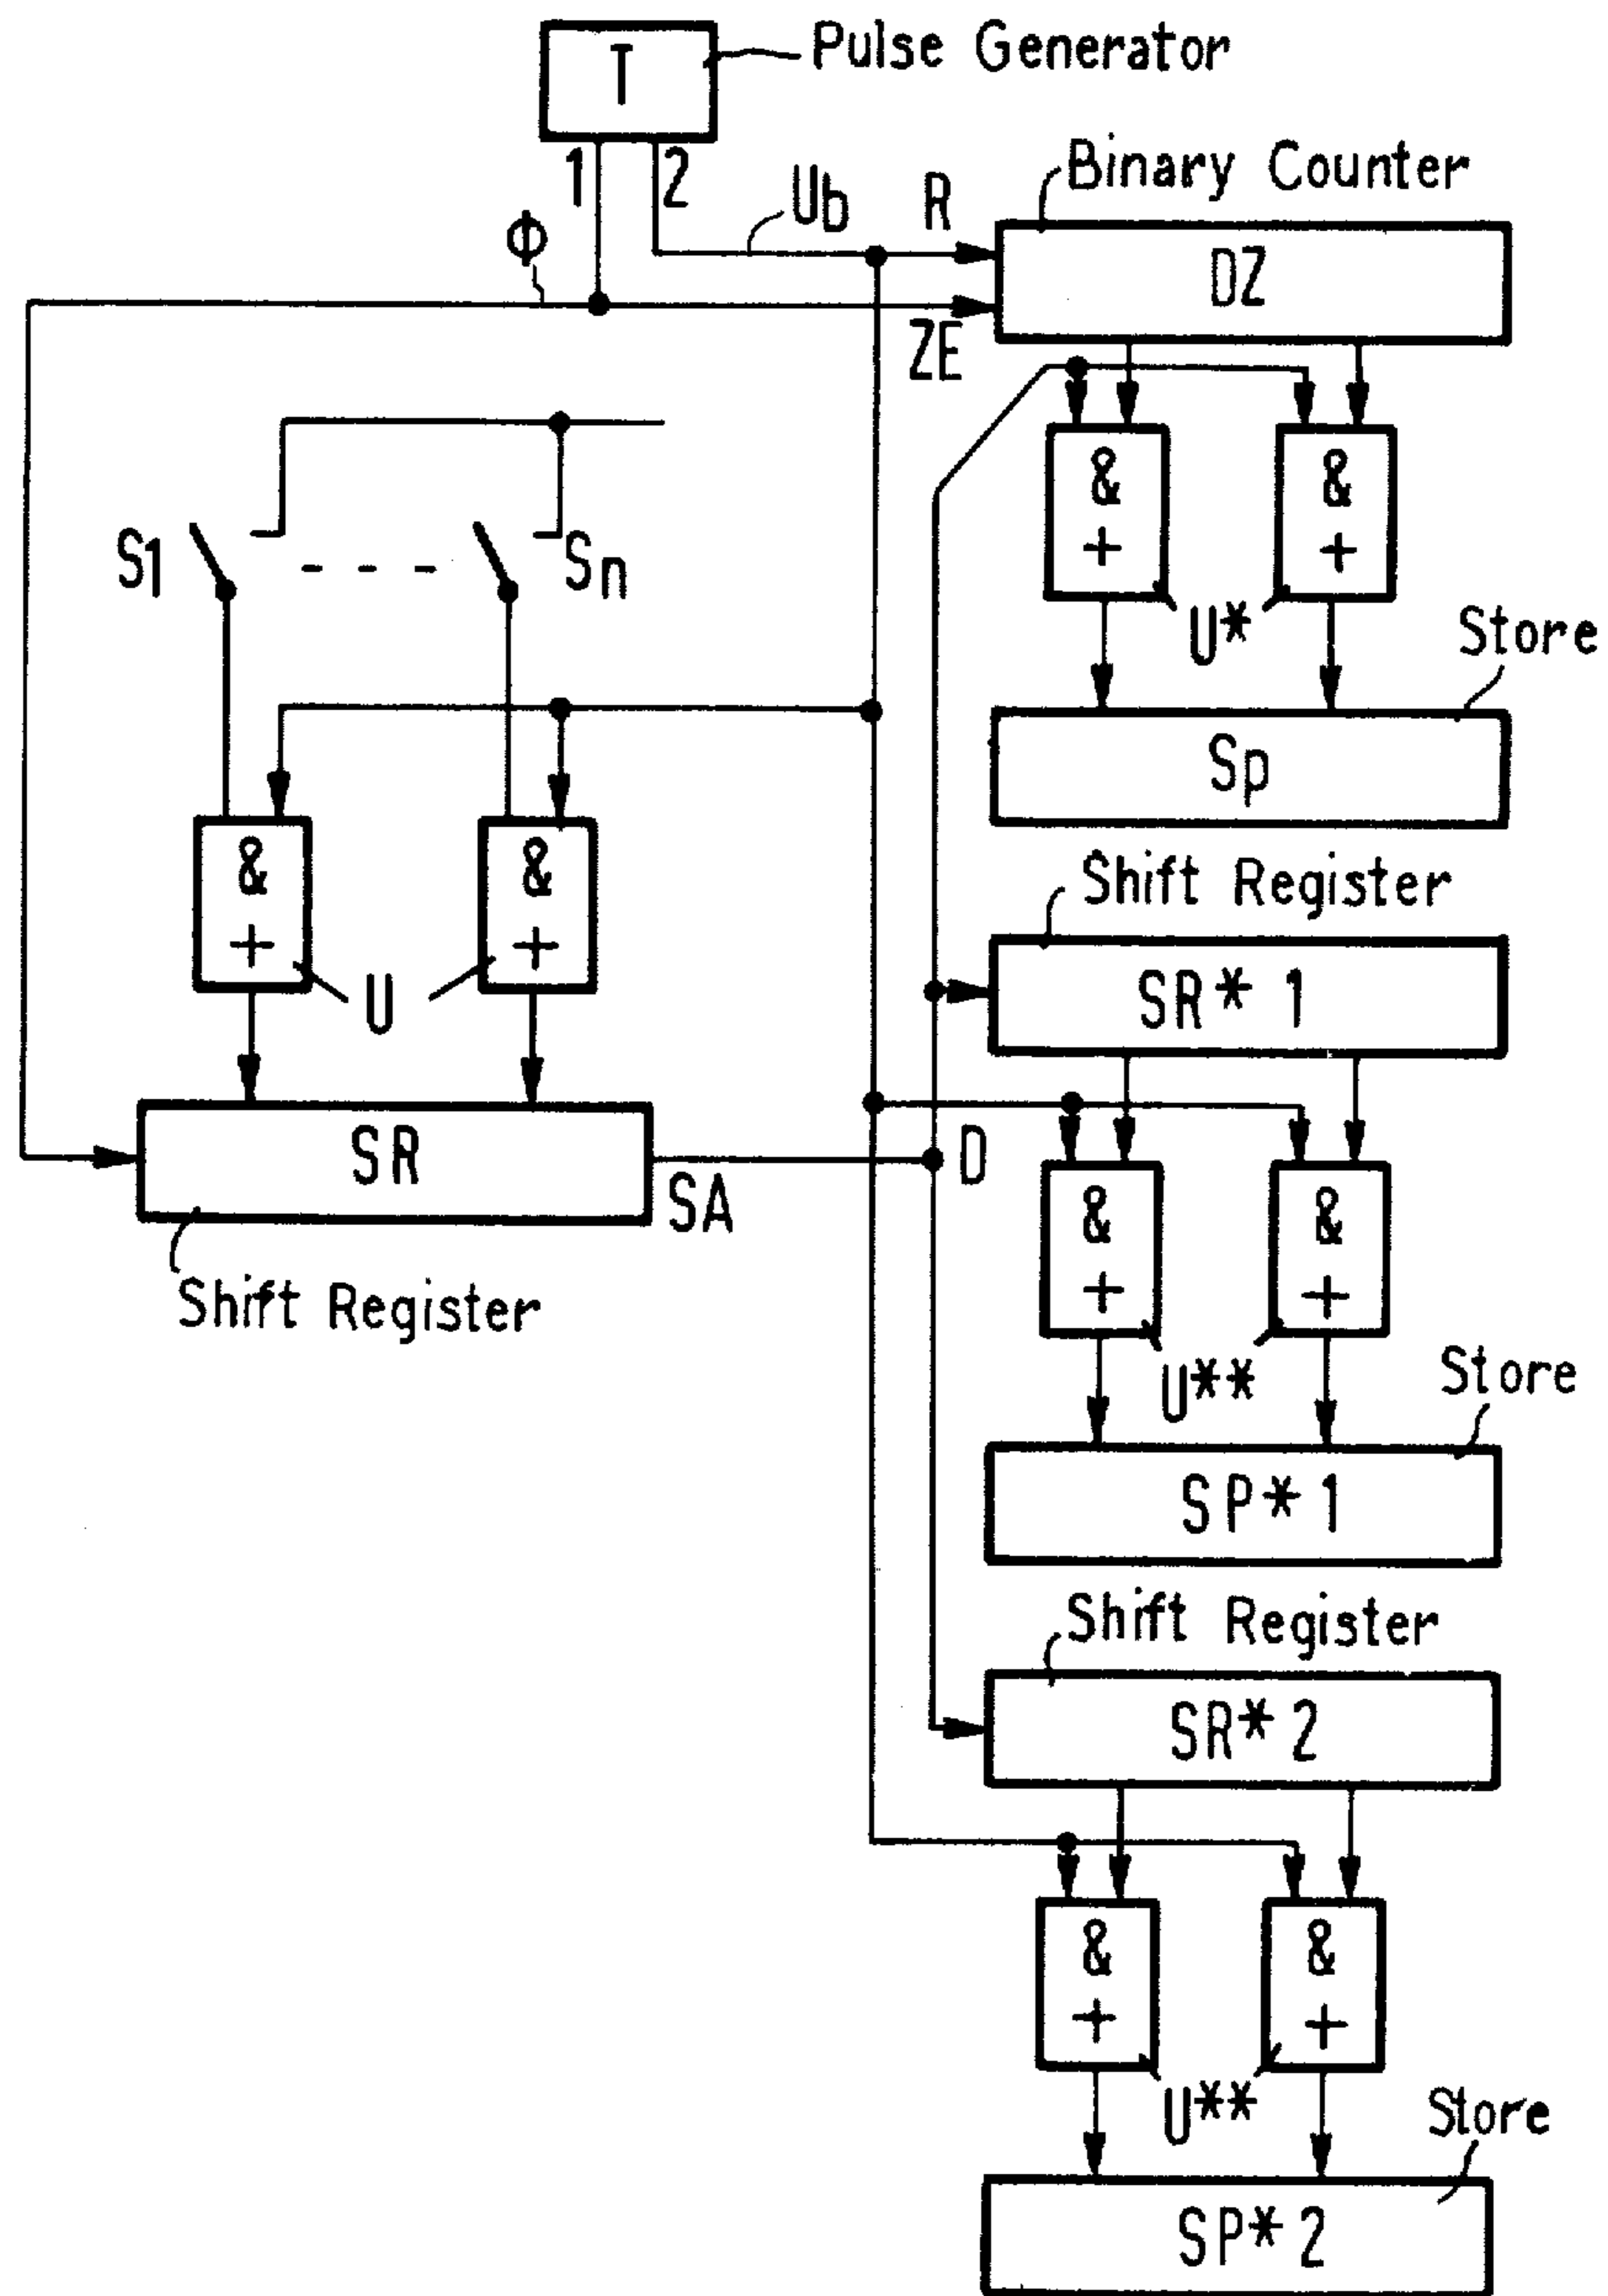 T
Pulse Generator
1
2
Ub
R
Binary Counter
Φ
DZ
ZE
&
+
&
+
S1
Sn
U*
Store
Sp
&
+
&
+
U
Shift Register
SR* 1
SR
SA
D
Shift Register
&
+
&
+
U**
Store
SP* 1
Shift Register
SR* 2
&
+
&
+
U**
Store
SP* 2